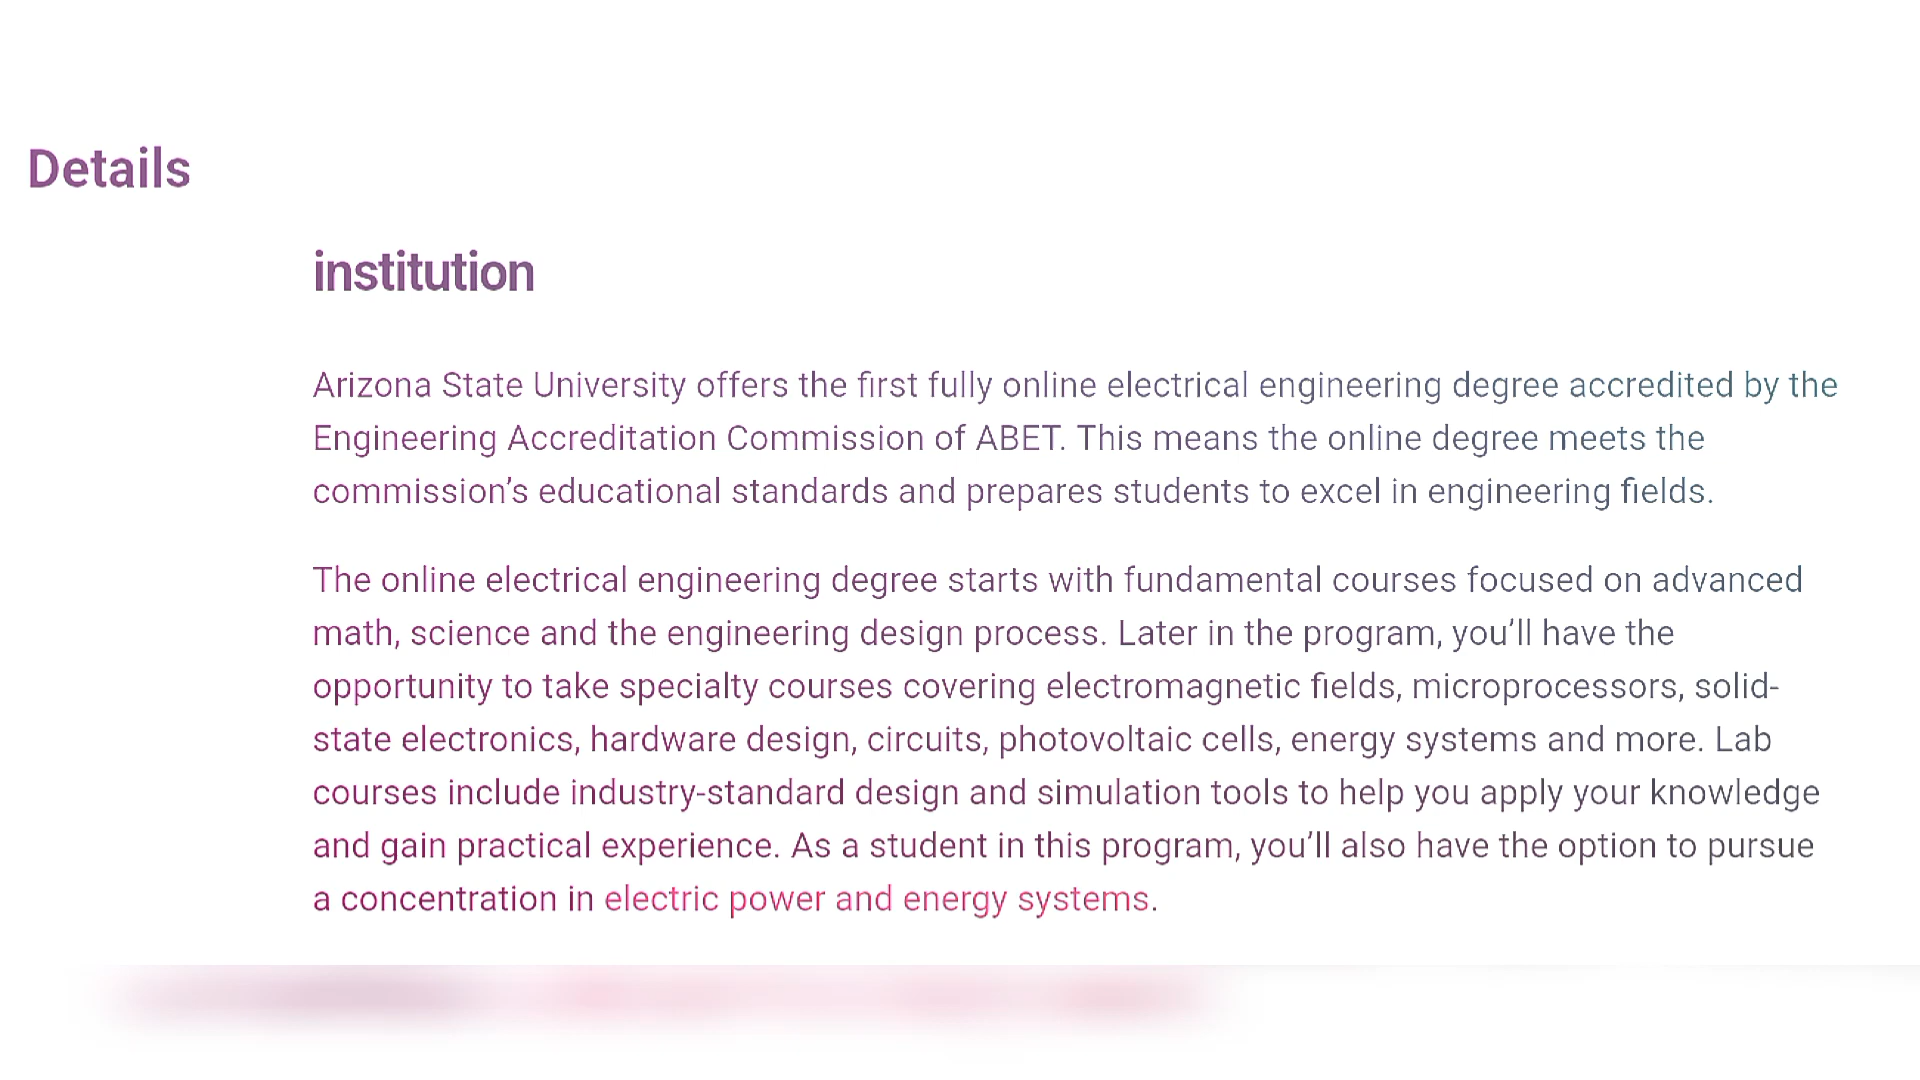 Details
institution
Arizona State University offers the first fully online electrical engineering degree accredited by the
Engineering Accreditation Commission of ABET. This means the online degree meets the
commission’s educational standards and prepares students to excel in engineering fields.
The online electrical engineering degree starts with fundamental courses focused on advanced
math, science and the engineering design process. Later in the program, you’ll have the
opportunity to take specialty courses covering electromagnetic fields, microprocessors, solid-
state electronics, hardware design, circuits, photovoltaic cells, energy systems and more. Lab
courses include industry-standard design and simulation tools to help you apply your knowledge
and gain practical experience. As a student in this program, you’ll also have the option to pursue
a concentration in electric power and energy systems.